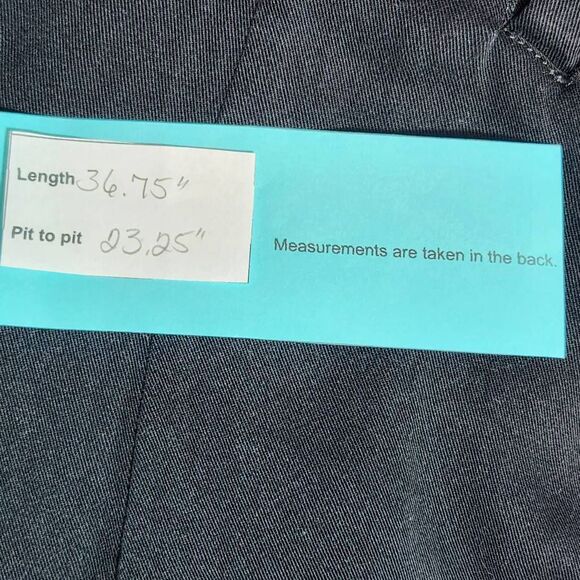 Length 36.75"
Pit to pit 23.25"
Measurements are taken in the back.